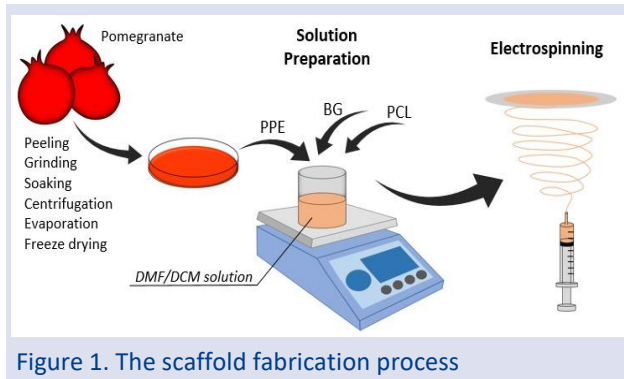 Pomegranate
Peeling
Grinding
Soaking
Centrifugation
Evaporation
Freeze drying
PPE
Solution
Preparation
BG
PCL
DMF/DCM solution
Electrospinning
Figure 1. The scaffold fabrication process